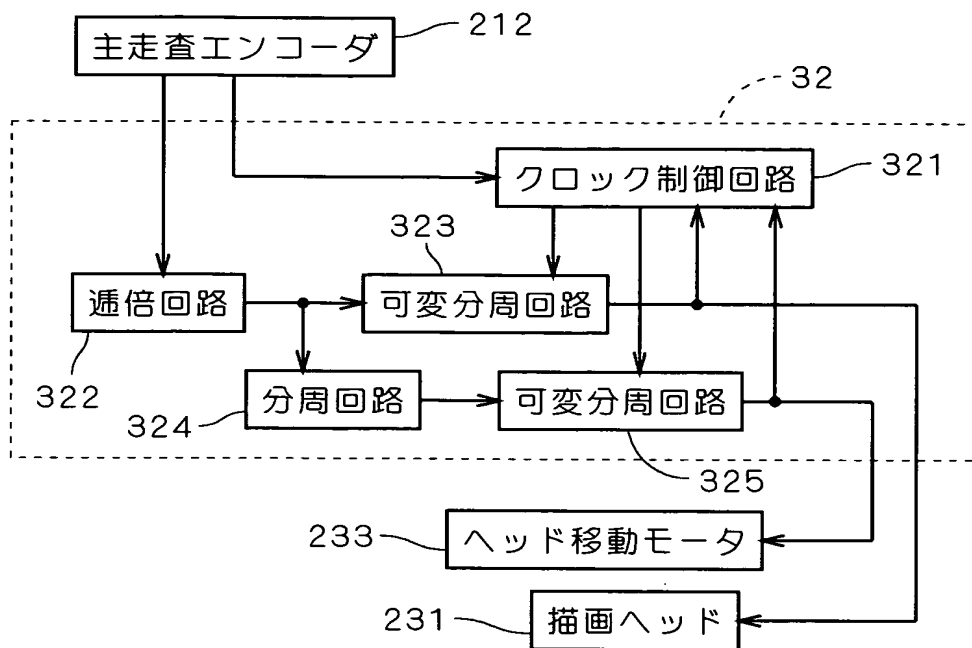 主走査エンコーダ
212
32
クロック制御回路
321
323
逓倍回路
可変分周回路
322
324
分周回路
可変分周回路
325
233
ヘッド移動モータ
231
描画ヘッド